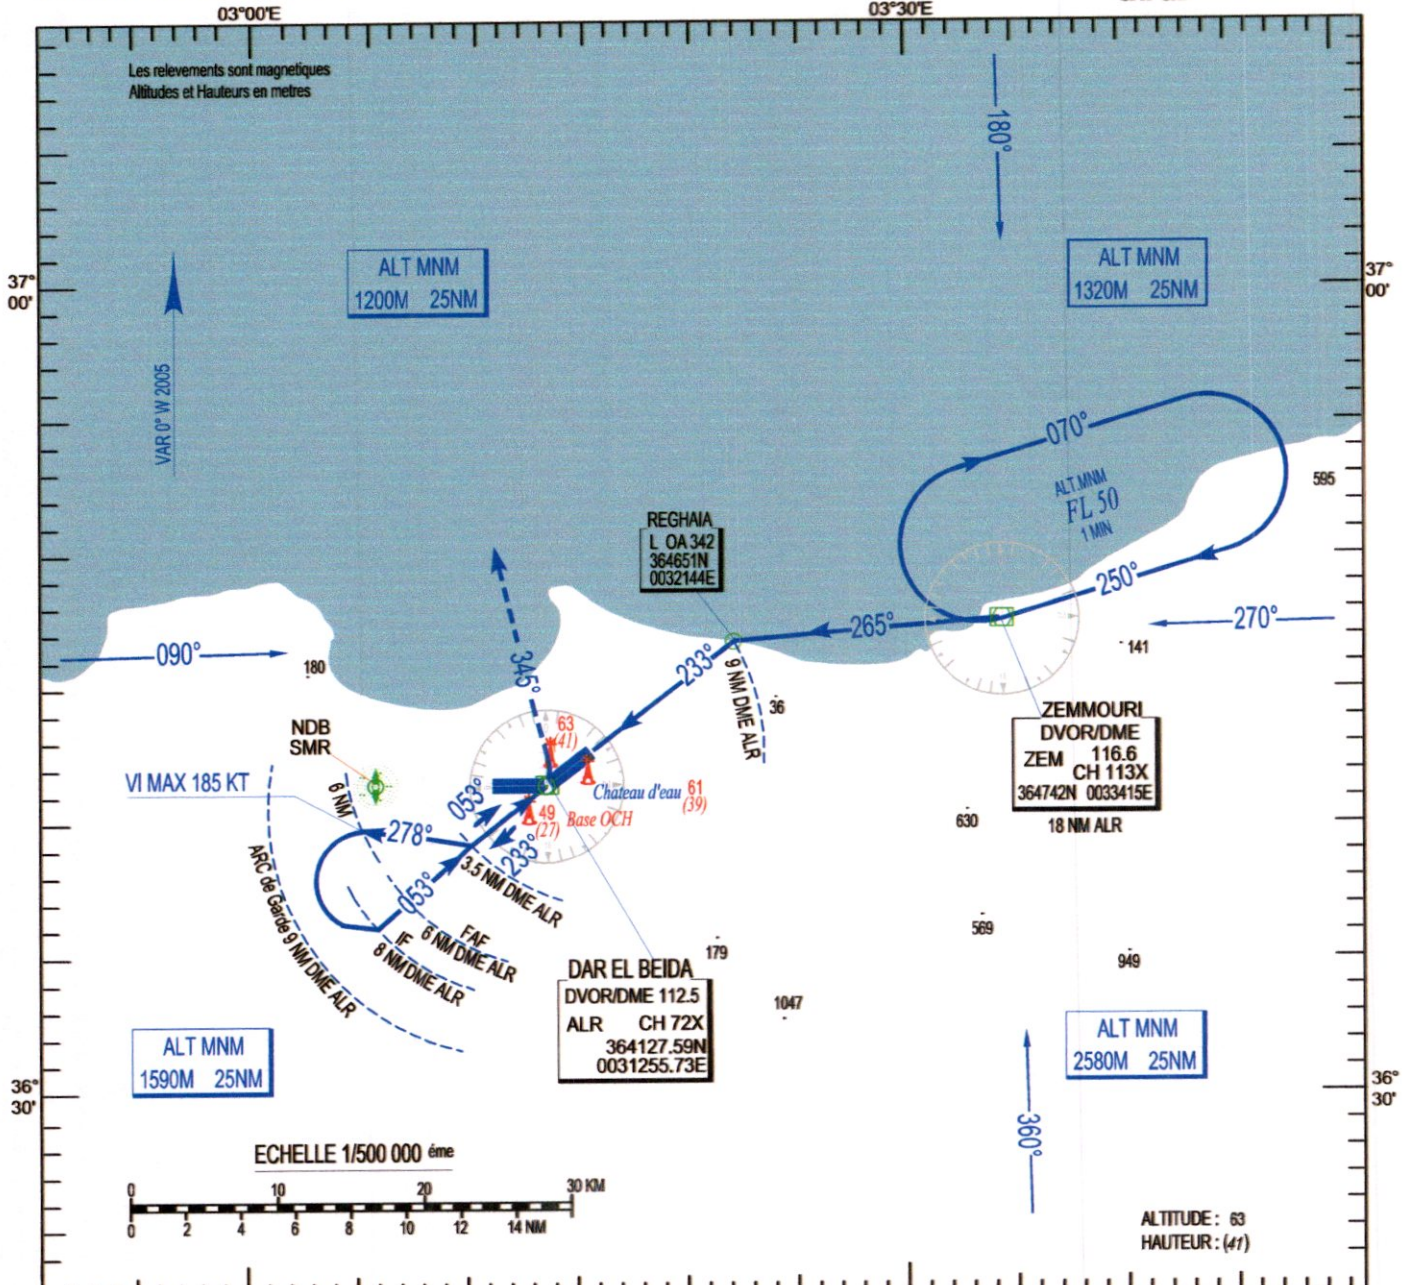 03°00'E
03°30'E
Les relevements sont magnetiques
Altitudes et Hauteurs en metres
180°
ALT MNM
1200M 25NM
ALT MNM
1320M 25NM
37°
00'
37°
00'
VAR 0° W 2005
070°
ALT.MNM
FL 50
1 MIN
595
REGHAIA
L OA 342
364651N
0032144E
250°
265°
270°
090°
180
345°
233°
9 NM DME ALR
141
36
NDB
SMR
63
(41)
ZEMMOURI
DVOR/DME
ZEM 116.6
CH 113X
364742N 0033415E
18 NM ALR
VI MAX 185 KT
6 NM
053°
Chateau d'eau
61
(39)
49
(27)
Base OCH
630
278°
233°
3.5 NM DME ALR
053°
ARC de Garde 9 NM DME ALR
FAF
6 NM DME ALR
IF
8 NM DME ALR
569
179
949
DAR EL BEIDA
DVOR/DME 112.5
ALR CH 72X
364127.59N
0031255.73E
1047
ALT MNM
1590M 25NM
ALT MNM
2580M 25NM
36°
30'
36°
30'
360°
ECHELLE 1/500 000 éme
0 10 20 30 KM
0 2 4 6 8 10 12 14 NM
ALTITUDE : 63
HAUTEUR : (41)